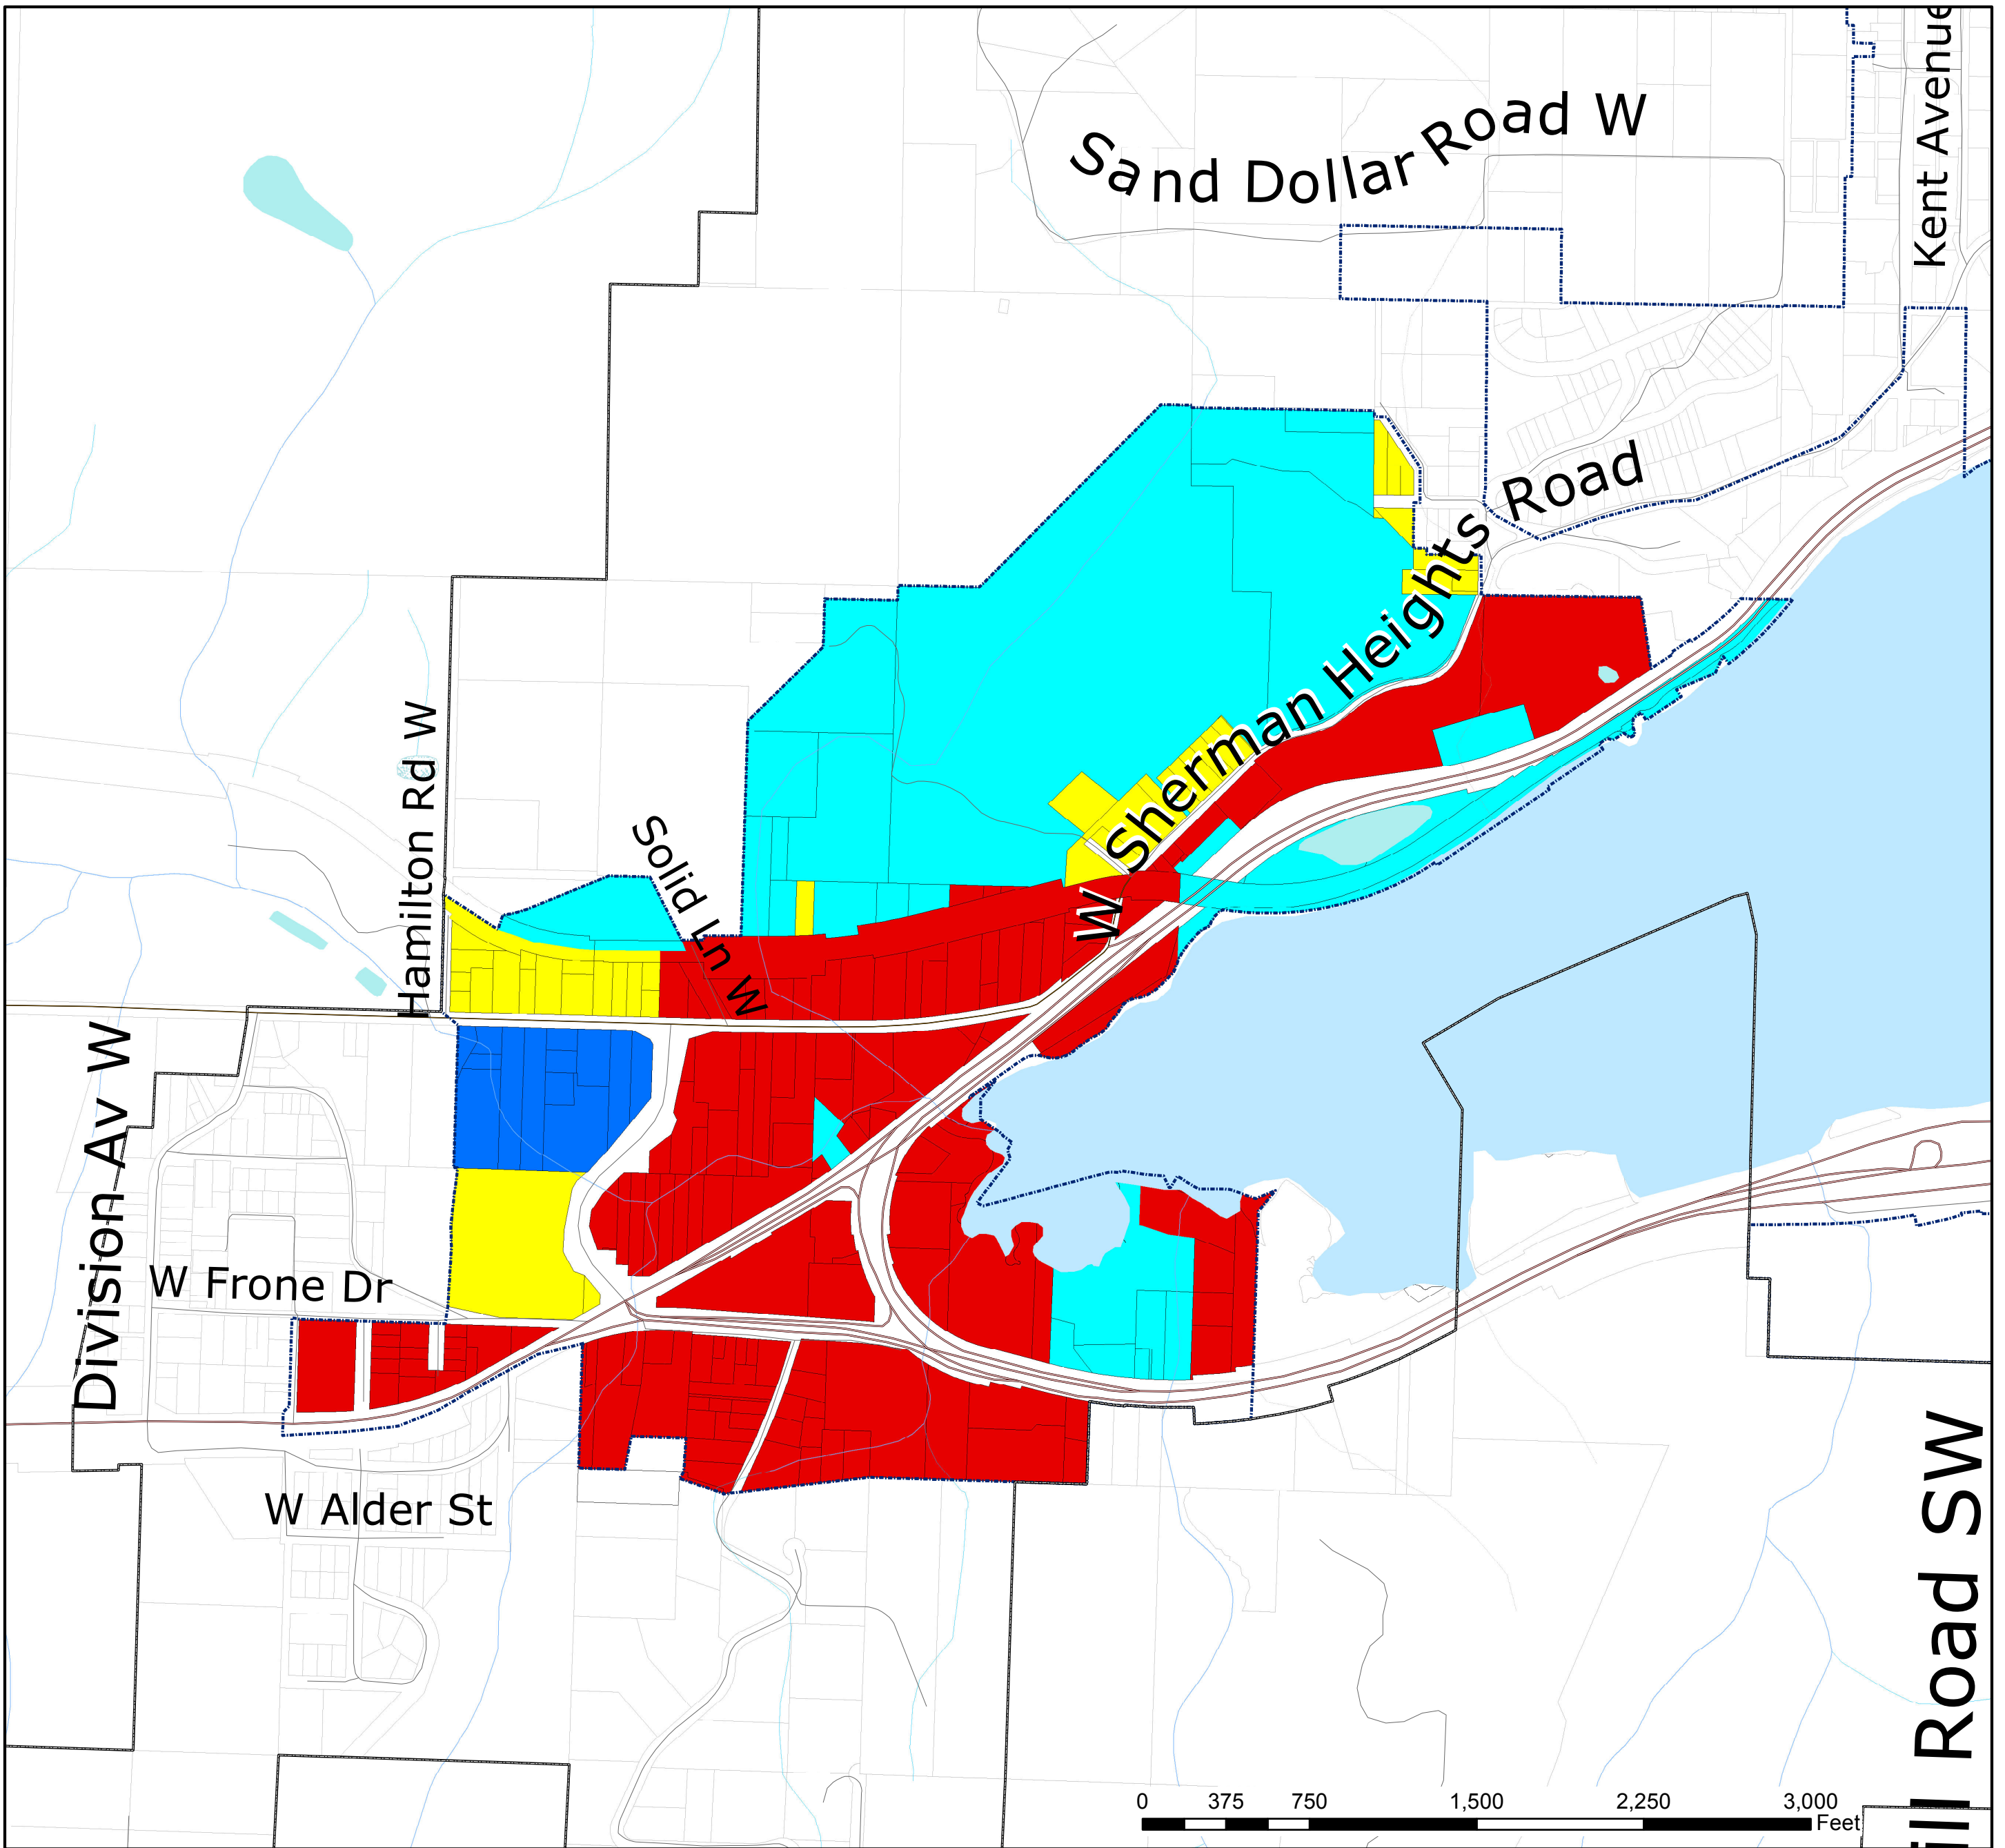 Kent Avenue
Sand Dollar Road W
W Sherman Heights Road
Hamilton Rd W
Solid Ln W
Division Av W
W Frone Dr
W Alder St
ill Road SW
0 375 750 1,500 2,250 3,000
Feet